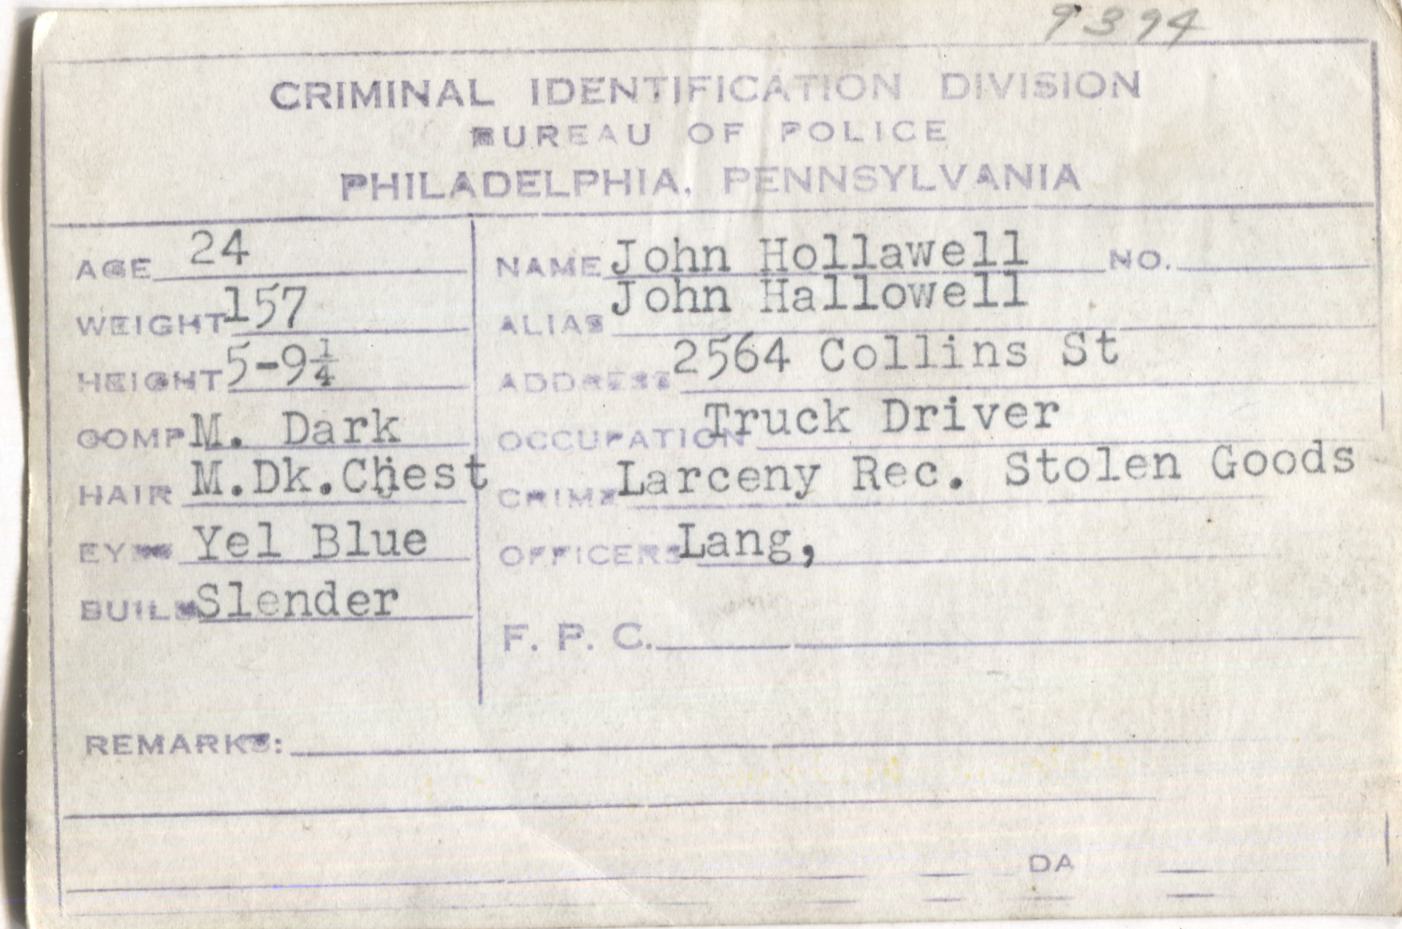 9394
CRIMINAL IDENTIFICATION DIVISION
BUREAU OF POLICE
PHILADELPHIA, PENNSYLVANIA
AGE 24
WEIGHT 157
HEIGHT 5-9¼
COMP M. Dark
HAIR M.Dk.Chest
EYES Yel Blue
BUILD Slender
NAME John Hollawell NO.
ALIAS John Hallowell
ADDRESS 2564 Collins St
OCCUPATION Truck Driver
CRIME Larceny Rec. Stolen Goods
OFFICERS Lang,
F. P. C.
REMARKS:
DA